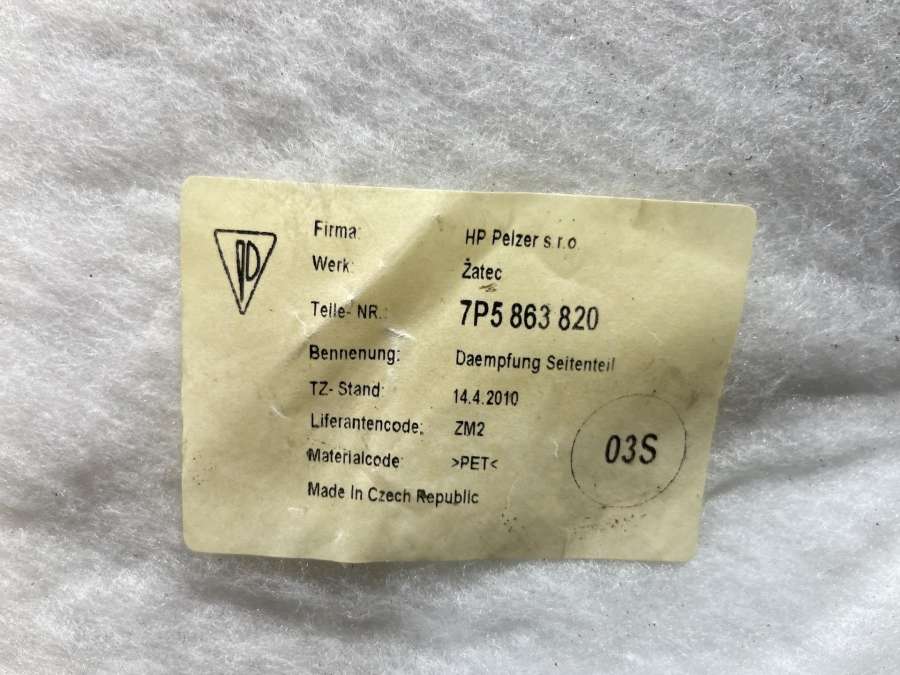 Firma: HP Pelzer s.r.o
Werk: Žatec
Teile- NR.: 7P5 863 820
Bennenung: Daempfung Seitenteil
TZ- Stand: 14.4.2010
Liferantencode: ZM2
Materialcode: >PET<
Made In Czech Republic
03S